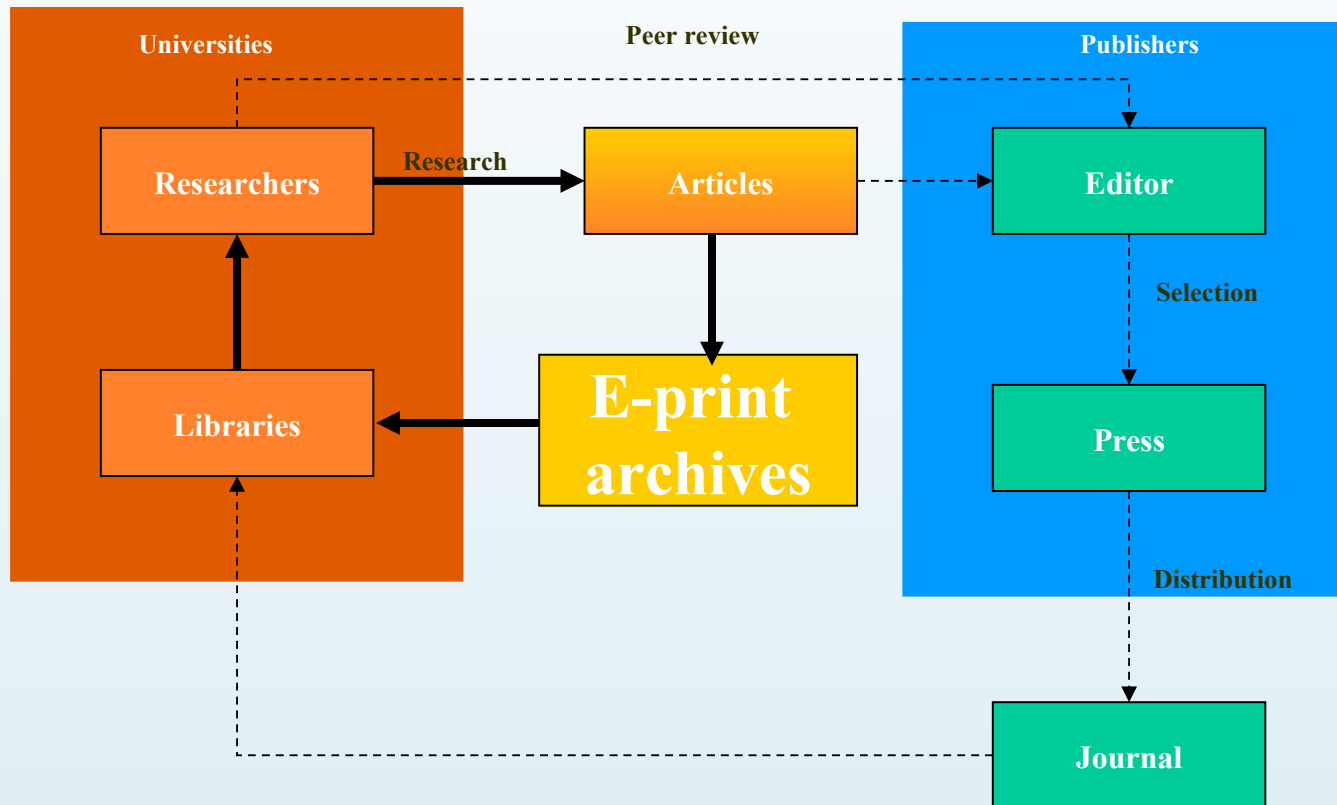 Universities
Peer review
Publishers
Researchers
Research
Articles
Editor
Selection
Libraries
E-print
archives
Press
Distribution
Journal